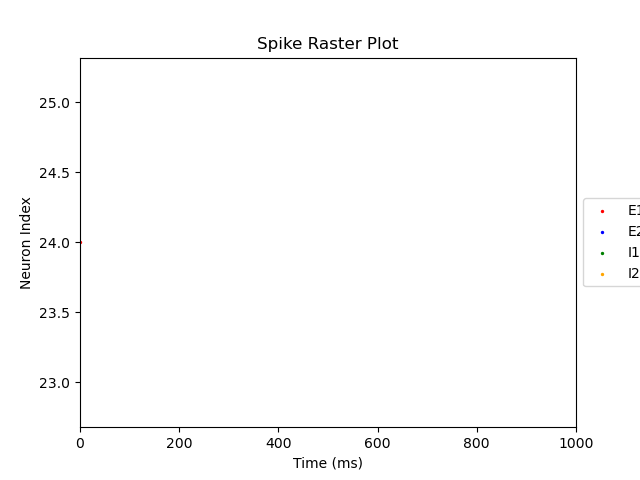 Spike Raster Plot
25.0
24.5
24.0
23.5
23.0
Neuron Index
0 200 400 600 800 1000
Time (ms)
E1
E2
I1
I2